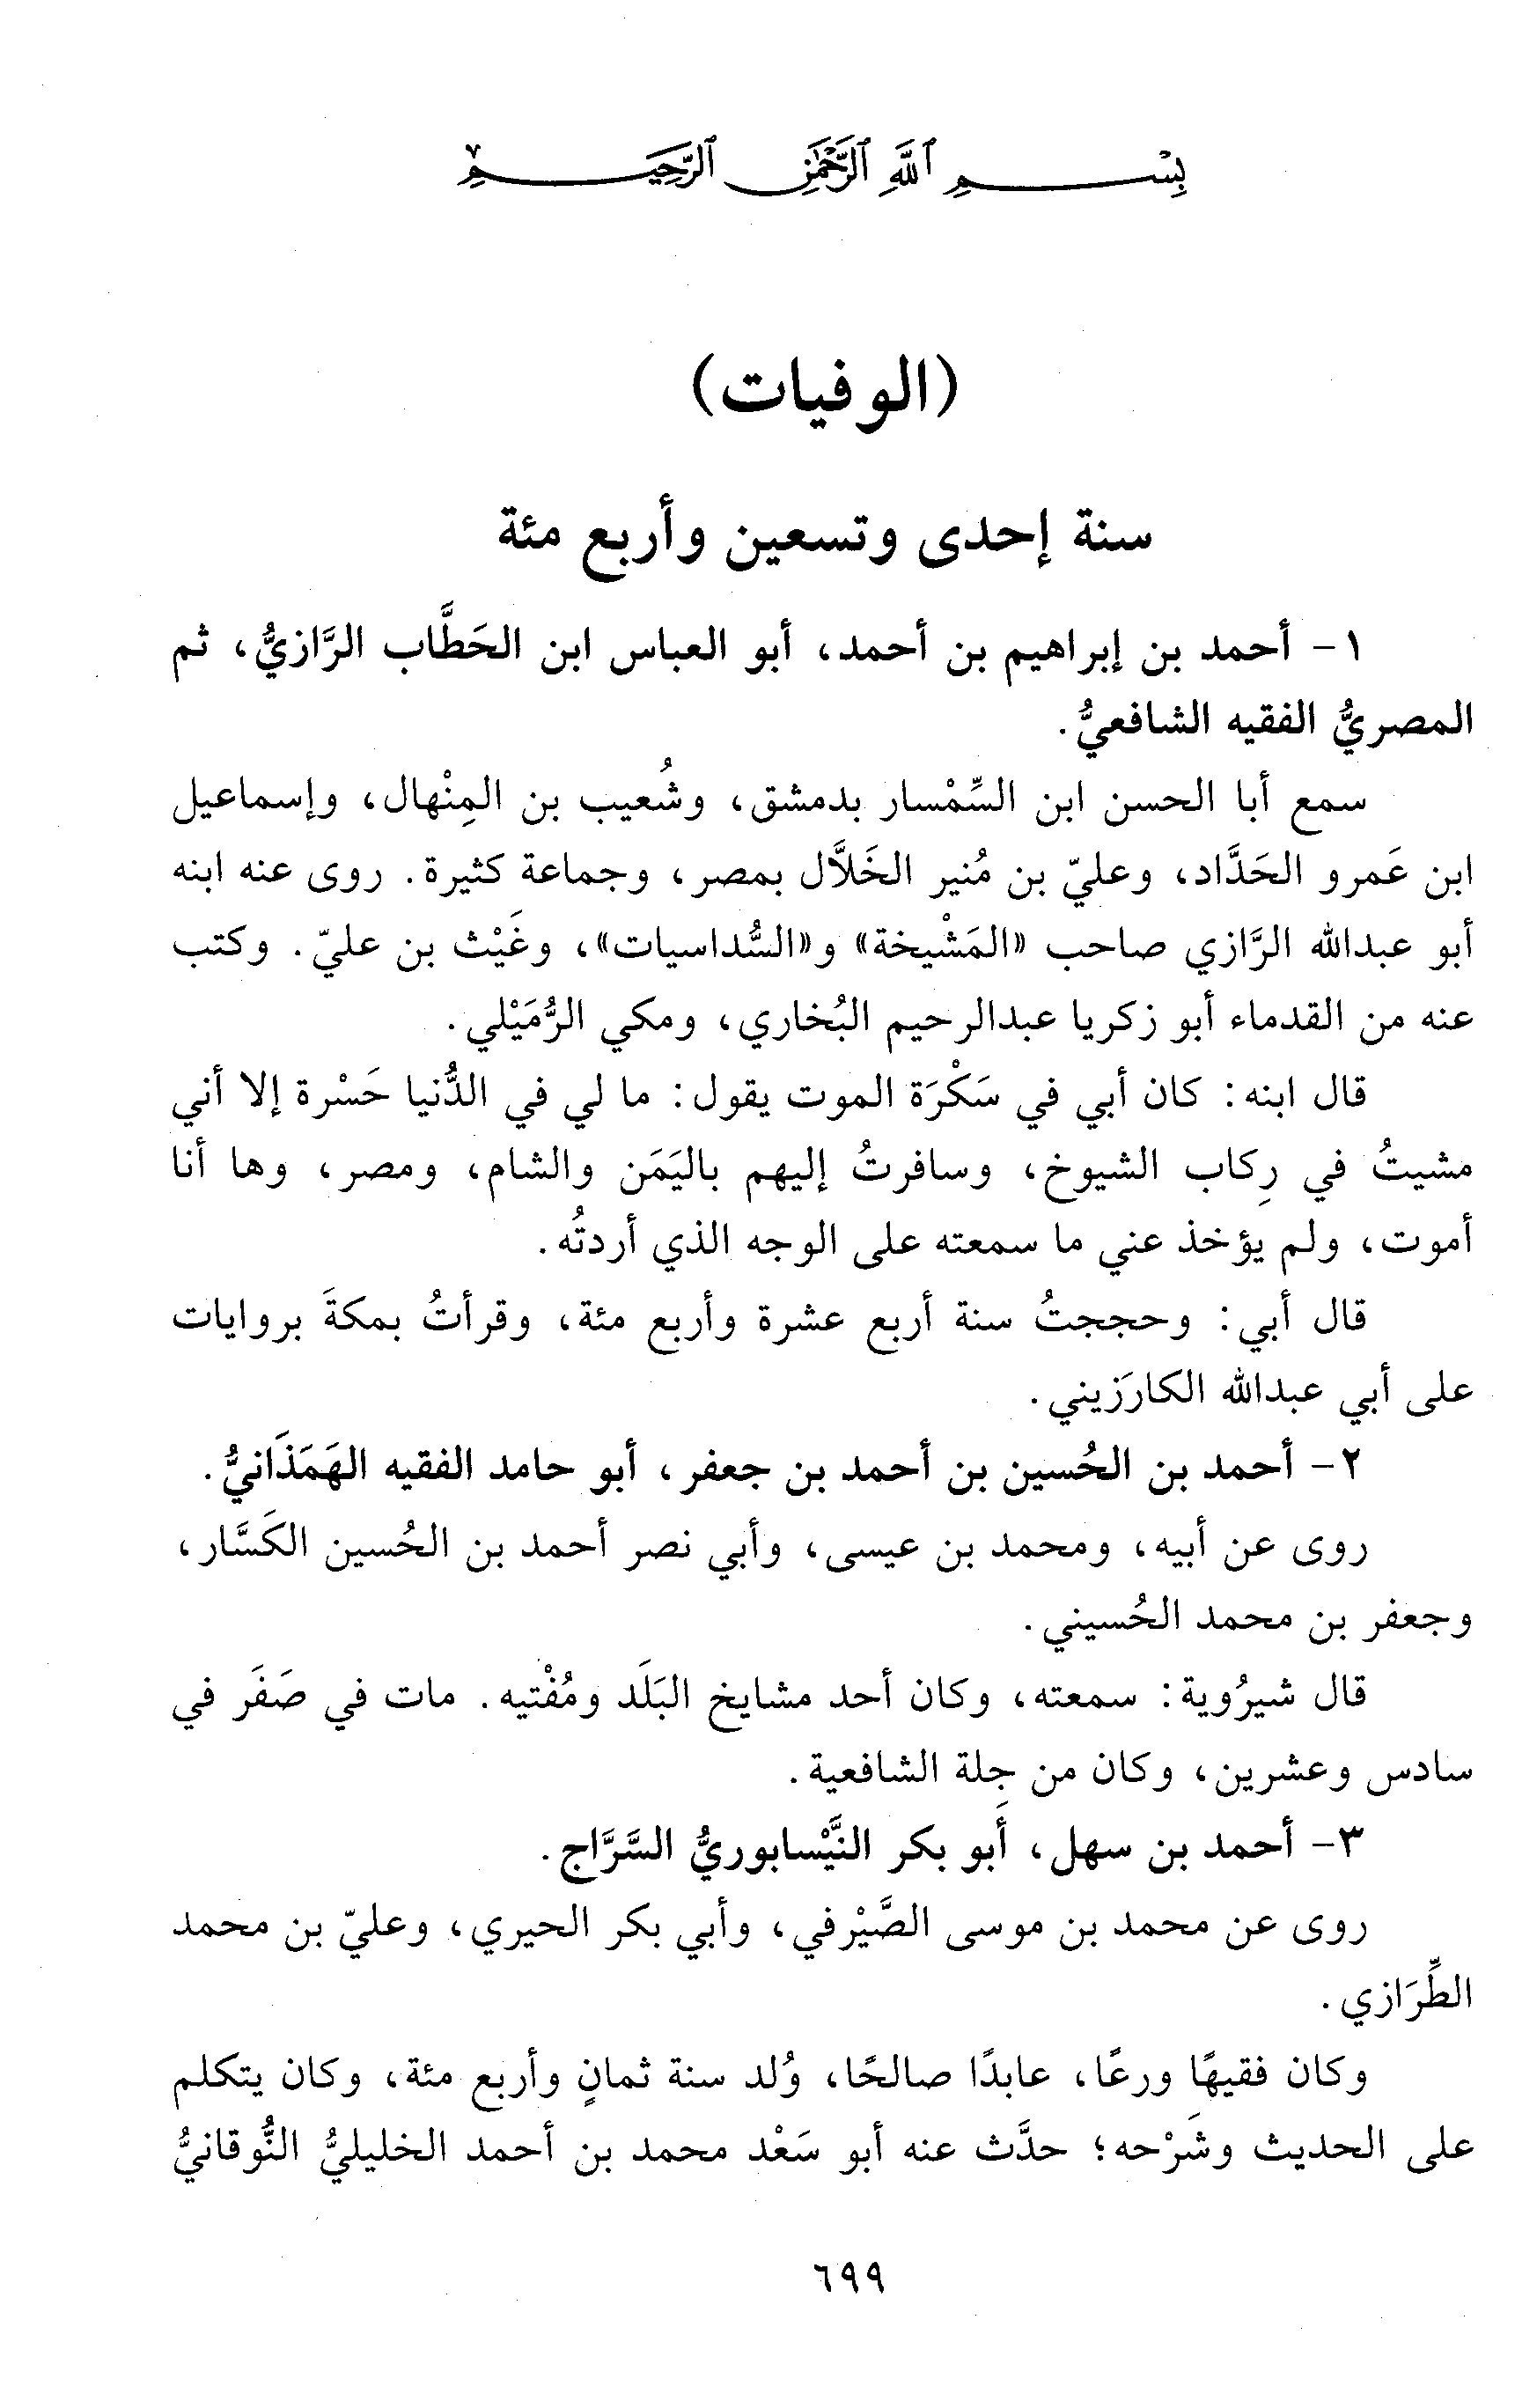 بِسْمِ ٱللَّهِ ٱلرَّحْمَٰنِ ٱلرَّحِيمِ
(الوفيات)
سنة إحدى وتسعين وأربع مئة
١- أحمد بن إبراهيم بن أحمد، أبو العباس ابن الحَطَّاب الرَّازيُّ، ثم
المصريُّ الفقيه الشافعيُّ.
سمع أبا الحسن ابن السِّمْسار بدمشق، وشُعيب بن المِنْهال، وإسماعيل
ابن عَمرو الحَدَّاد، وعليّ بن مُنير الخَلاَّل بمصر، وجماعة كثيرة. روى عنه ابنه
أبو عبدالله الرَّازي صاحب «المَشْيخة» و«السُّداسيات»، وغَيْث بن عليّ. وكتب
عنه من القدماء أبو زكريا عبدالرحيم البُخاري، ومكي الرُّمَيْلي.
قال ابنه: كان أبي في سَكْرَة الموت يقول: ما لي في الدُّنيا حَسْرة إلا أني
مشيتُ في رِكاب الشيوخ، وسافرتُ إليهم باليَمَن والشام، ومصر، وها أنا
أموت، ولم يؤخذ عني ما سمعته على الوجه الذي أردتُه.
قال أبي: وحججتُ سنة أربع عشرة وأربع مئة، وقرأتُ بمكةَ بروايات
على أبي عبدالله الكارَزيني.
٢- أحمد بن الحُسين بن أحمد بن جعفر، أبو حامد الفقيه الهَمَذَانيُّ.
روى عن أبيه، ومحمد بن عيسى، وأبي نصر أحمد بن الحُسين الكَسَّار،
وجعفر بن محمد الحُسيني.
قال شيرُوية: سمعته، وكان أحد مشايخ البَلَد ومُفْتيه. مات في صَفَر في
سادس وعشرين، وكان من جِلة الشافعية.
٣- أحمد بن سهل، أَبو بكر النَّيْسابوريُّ السَّرَّاج.
روى عن محمد بن موسى الصَّيْرفي، وأبي بكر الحيري، وعليّ بن محمد
الطِّرَازي.
وكان فقيهًا ورعًا، عابدًا صالحًا، وُلد سنة ثمانٍ وأربع مئة، وكان يتكلم
على الحديث وشَرْحه؛ حدَّث عنه أبو سَعْد محمد بن أحمد الخليليُّ النُّوقانيُّ
٦٩٩